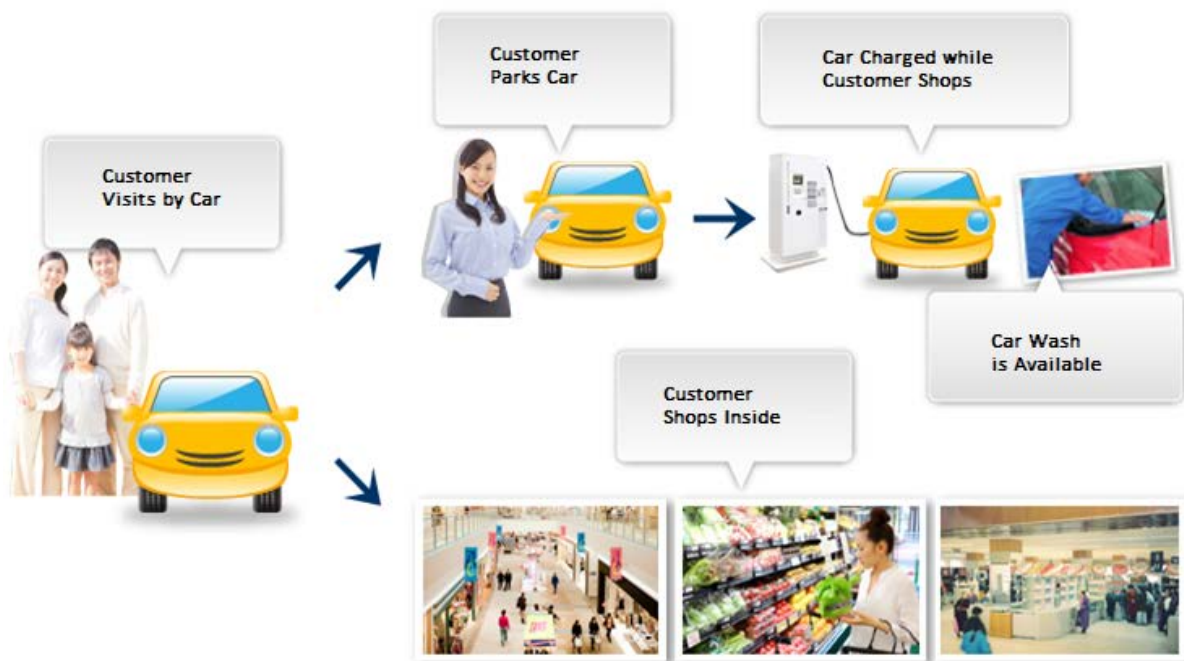 Customer
Parks Car
Car Charged while
Customer Shops
Customer
Visits by Car
Car Wash
is Available
Customer
Shops Inside